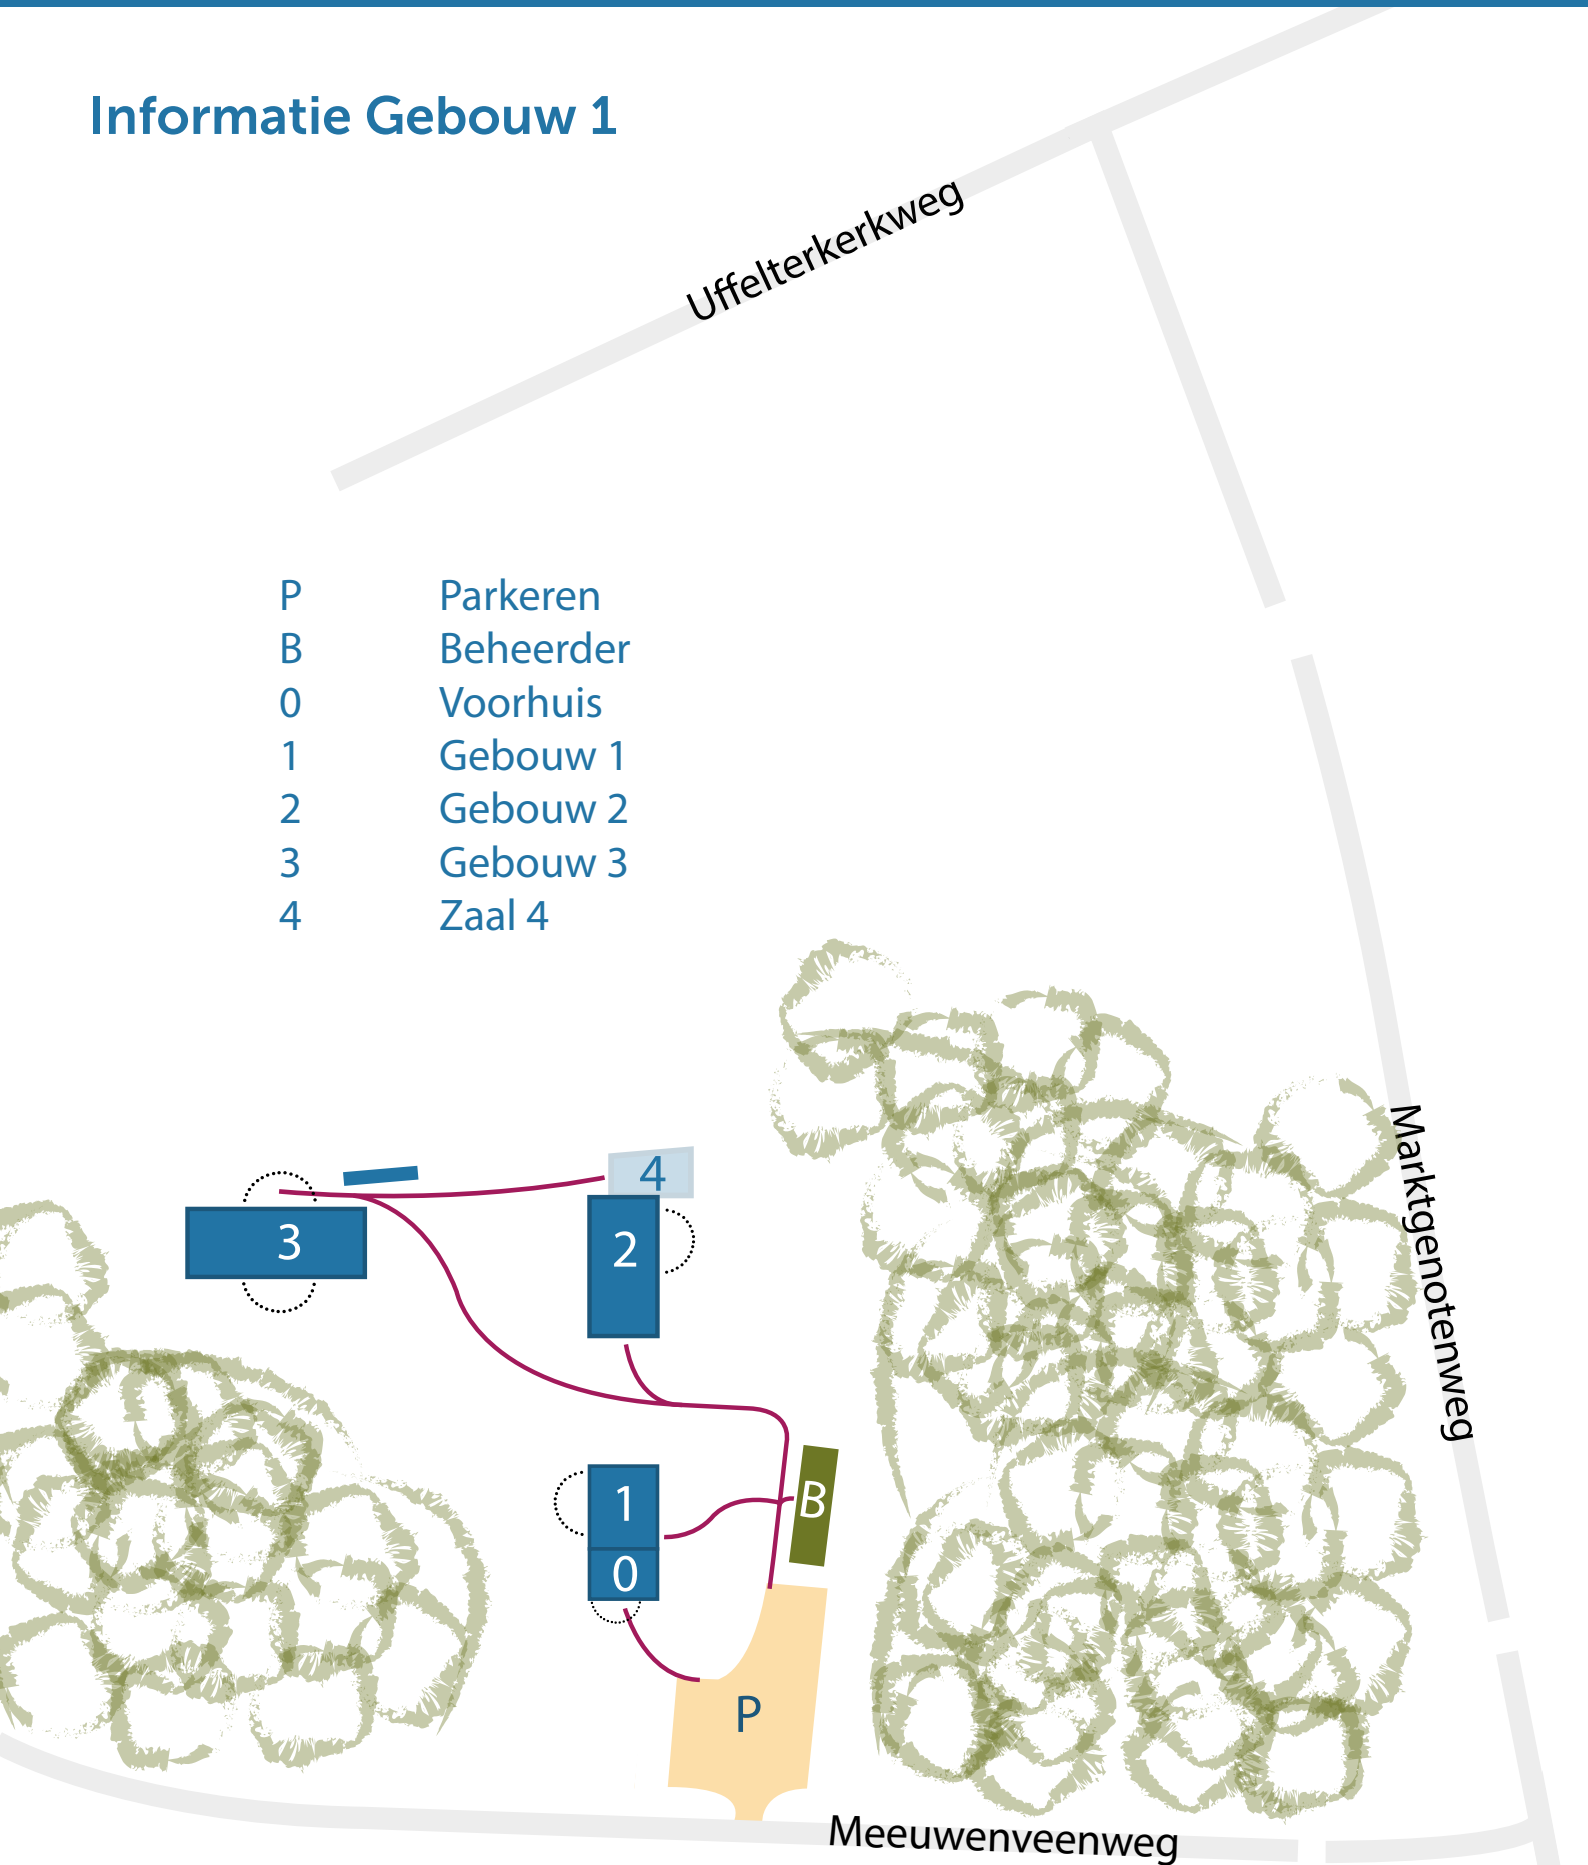 Informatie Gebouw 1
Uffelterkerkweg
P Parkeren
B Beheerder
0 Voorhuis
1 Gebouw 1
2 Gebouw 2
3 Gebouw 3
4 Zaal 4
Marktgenotenweg
4
3
2
1
B
0
P
Meeuwenveenweg